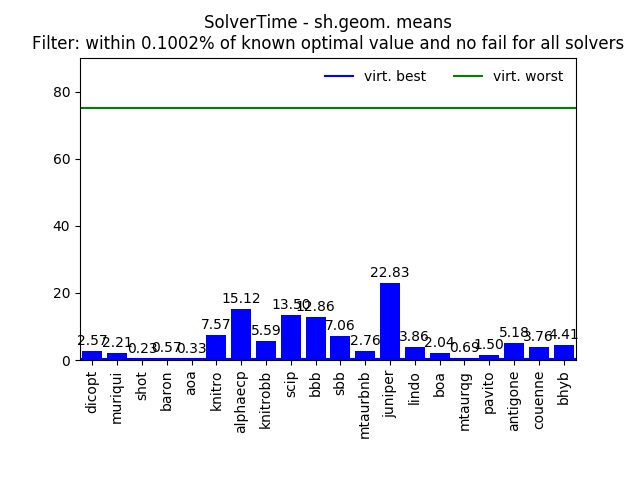 SolverTime - sh.geom. means
Filter: within 0.1002% of known optimal value and no fail for all solvers
virt. best
virt. worst
80
60
40
20
0
2.57
2.21
0.23
0.57
0.33
7.57
15.12
5.59
13.50
12.86
7.06
2.76
22.83
3.86
2.04
0.69
1.50
5.18
3.76
4.41
dicopt
muriqui
shot
baron
aoa
knitro
alphaecp
knitrobb
scip
bbb
sbb
mtaurbnb
juniper
lindo
boa
mtaurqg
pavito
antigone
couenne
bhyb